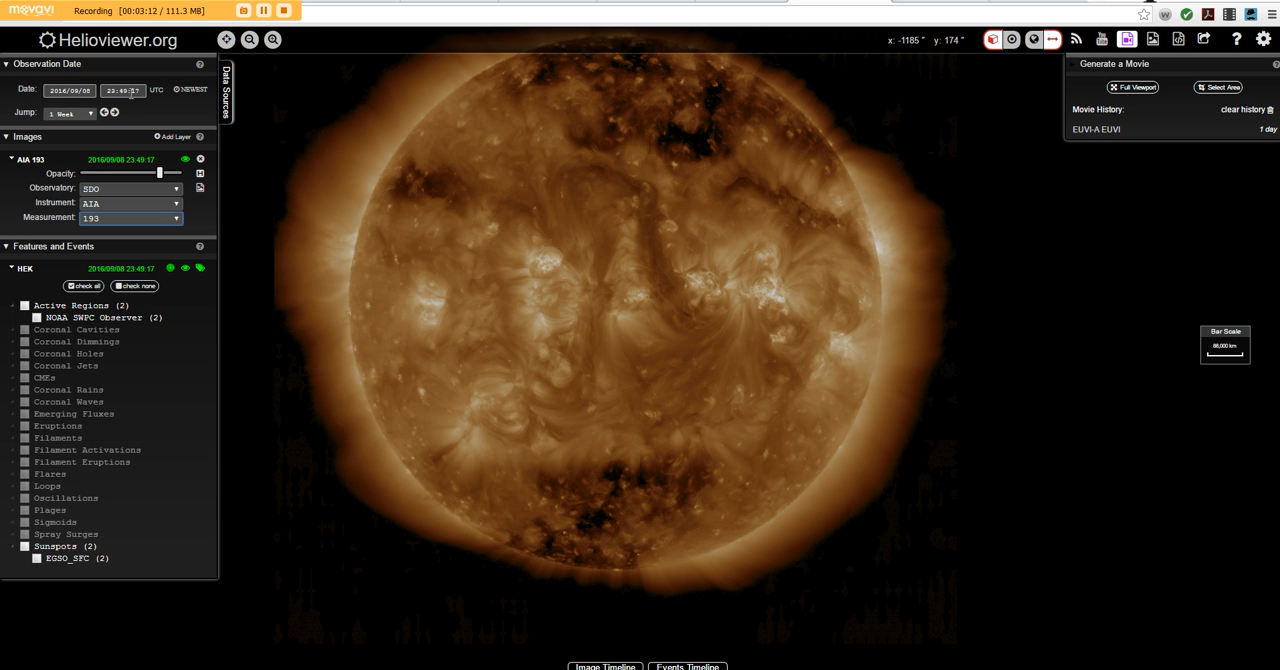 movavi Recording [00:03:12 / 111.3 MB]
Helioviewer.org
x: -1185 " y: 174 "
Observation Date
Date: 2016/09/08 23:49:17 UTC NEWEST
Jump: 1 Week
Images Add Layer
AIA 193 2016/09/08 23:49:17
Opacity:
Observatory: SDO
Instrument: AIA
Measurement: 193
Features and Events
HEK 2016/09/08 23:49:17
check all check none
Active Regions (2)
NOAA SWPC Observer (2)
Coronal Cavities
Coronal Dimmings
Coronal Holes
Coronal Jets
CMEs
Coronal Rains
Coronal Waves
Emerging Fluxes
Eruptions
Filaments
Filament Activations
Filament Eruptions
Flares
Loops
Oscillations
Plages
Sigmoids
Spray Surges
Sunspots (2)
EGSO_SFC (2)
Data Sources
Generate a Movie
Full Viewport Select Area
Movie History: clear history
EUVI-A EUVI 1 day
Bar Scale
Image Timeline Events Timeline